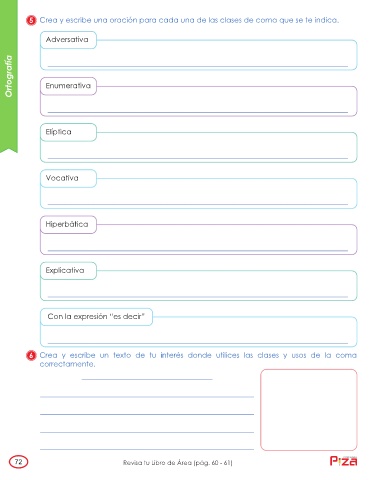 5 Crea y escribe una oración para cada una de las clases de coma que se te indica.
Adversativa
Ortografía
Enumerativa
Elíptica
Vocativa
Hiperbática
Explicativa
Con la expresión "es decir"
6 Crea y escribe un texto de tu interés donde utilices las clases y usos de la coma
correctamente.
72
Revisa tu Libro de Área (pág. 60 - 61)